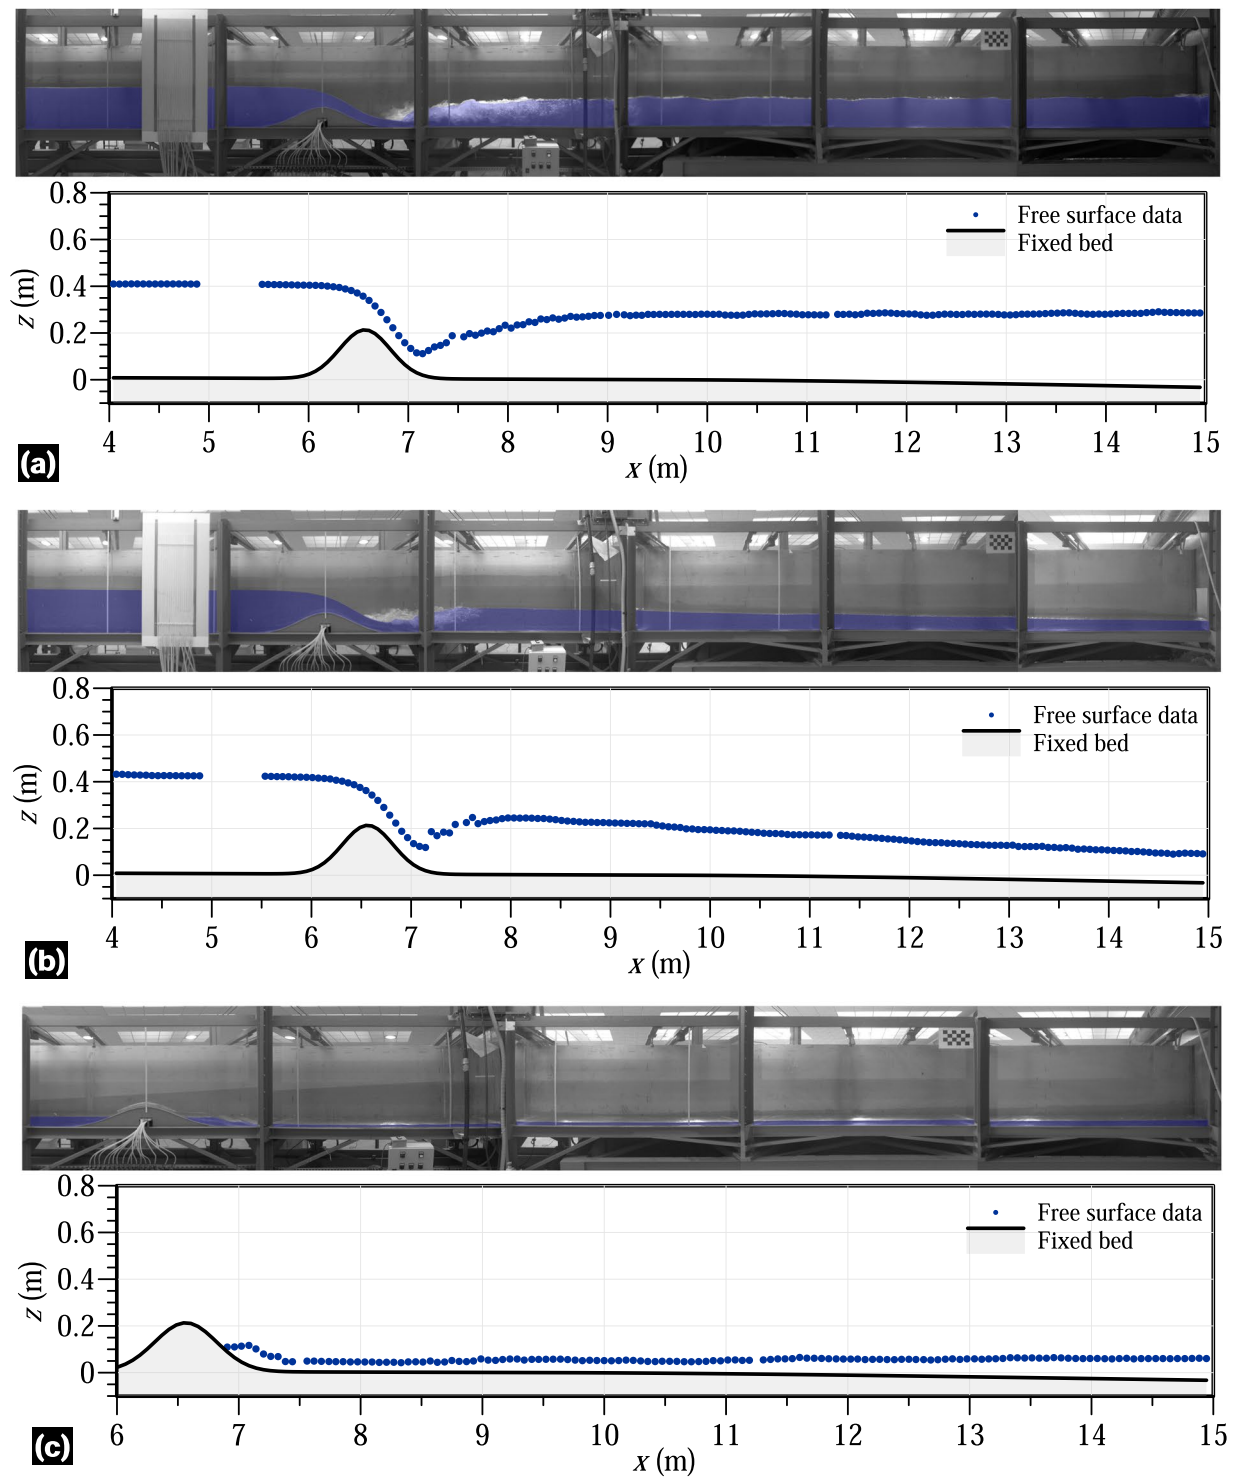 0.8
0.6
0.4
0.2
0
z (m)
Free surface data
Fixed bed
4 5 6 7 8 9 10 11 12 13 14 15
x (m)
(a)
0.8
0.6
0.4
0.2
0
z (m)
Free surface data
Fixed bed
4 5 6 7 8 9 10 11 12 13 14 15
x (m)
(b)
0.8
0.6
0.4
0.2
0
z (m)
Free surface data
Fixed bed
6 7 8 9 10 11 12 13 14 15
x (m)
(c)